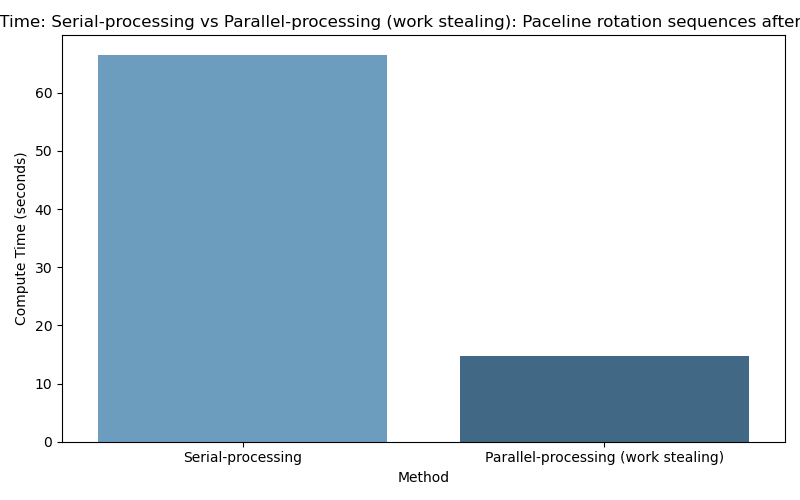 Time: Serial-processing vs Parallel-processing (work stealing): Paceline rotation sequences after
Compute Time (seconds)
60
50
40
30
20
10
0
Serial-processing
Parallel-processing (work stealing)
Method